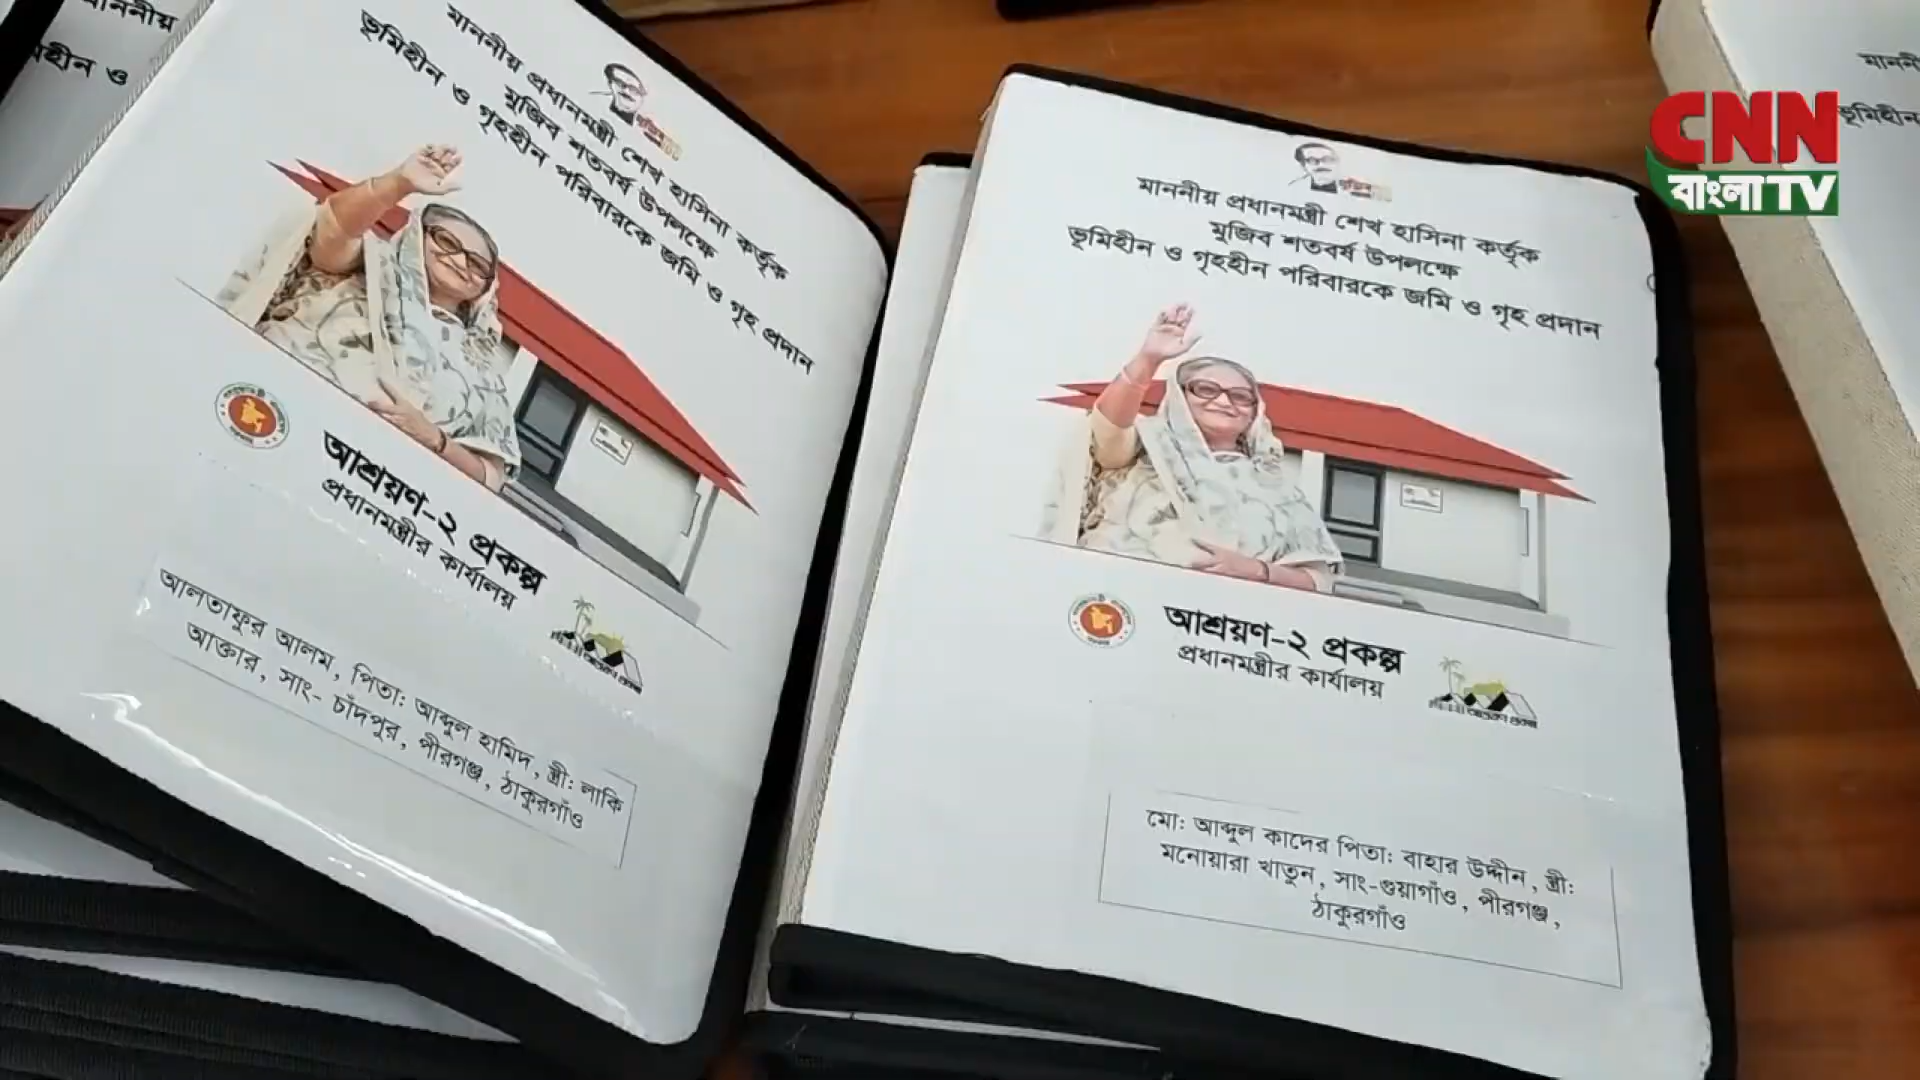 মাননীয় প্রধানমন্ত্রী শেখ হাসিনা কর্তৃক
মুজিব শতবর্ষ উপলক্ষে
ভূমিহীন ও গৃহহীন পরিবারকে জমি ও গৃহ প্রদান
আশ্রয়ণ-২ প্রকল্প
প্রধানমন্ত্রীর কার্যালয়
আলতাফুর আলম, পিতা: আব্দুল হামিদ, স্ত্রী: লাকি
আক্তার, সাং- চাঁদপুর, পীরগঞ্জ, ঠাকুরগাঁও
মাননীয় প্রধানমন্ত্রী শেখ হাসিনা কর্তৃক
মুজিব শতবর্ষ উপলক্ষে
ভূমিহীন ও গৃহহীন পরিবারকে জমি ও গৃহ প্রদান
আশ্রয়ণ-২ প্রকল্প
প্রধানমন্ত্রীর কার্যালয়
মো: আব্দুল কাদের পিতা: বাহার উদ্দীন, স্ত্রী:
মনোয়ারা খাতুন, সাং-গুয়াগাঁও, পীরগঞ্জ,
ঠাকুরগাঁও
CNN
বাংলা TV